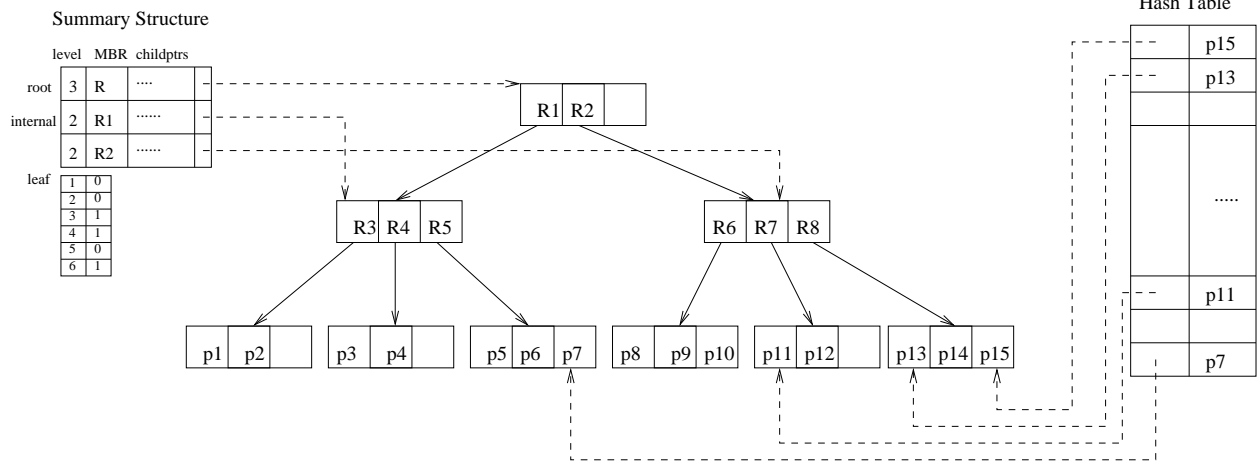 Hash Table
Summary Structure
level MBR childptrs
root 3 R ....
internal 2 R1 ......
2 R2 ......
leaf
1 0
2 0
3 1
4 1
5 0
6 1
R1 R2
R3 R4 R5
R6 R7 R8
p1 p2
p3 p4
p5 p6 p7
p8 p9 p10
p11 p12
p13 p14 p15
p15
p13
.....
p11
p7